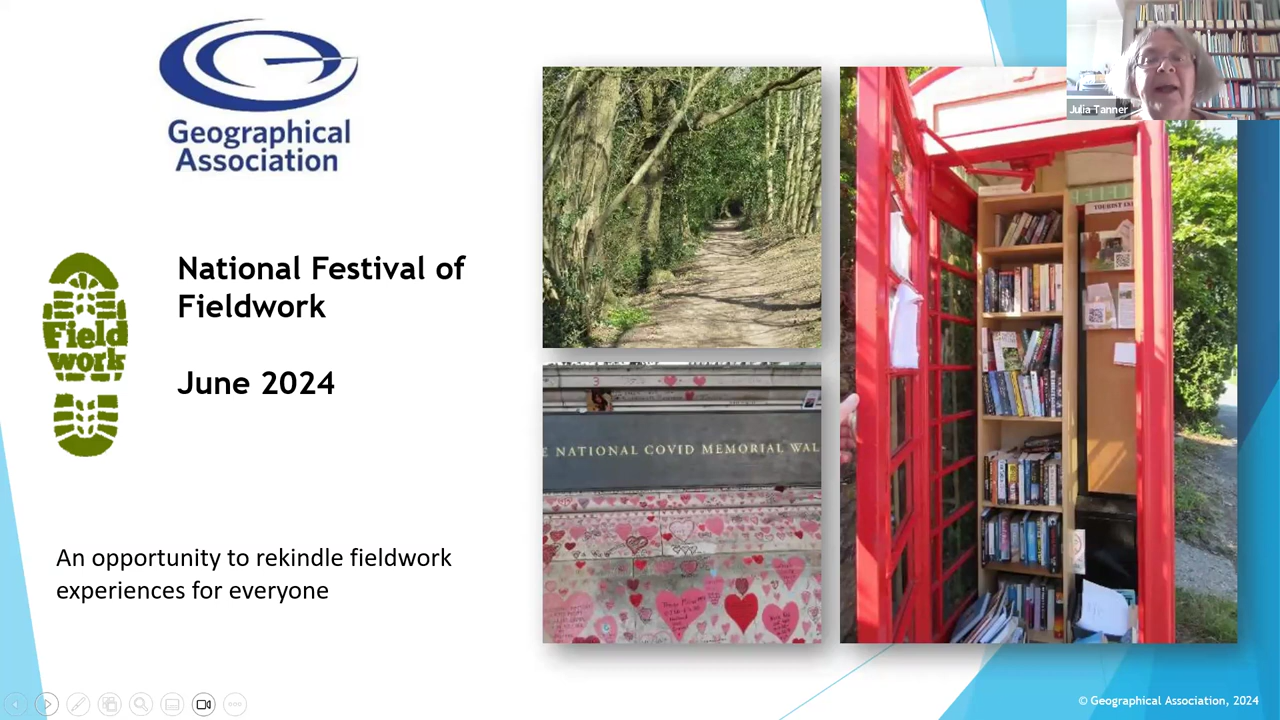 Geographical
Association
National Festival of
Fieldwork
June 2024
Field
work
An opportunity to rekindle fieldwork
experiences for everyone
E NATIONAL COVID MEMORIAL WAL
TOURIST
Julia Tanner
© Geographical Association, 2024